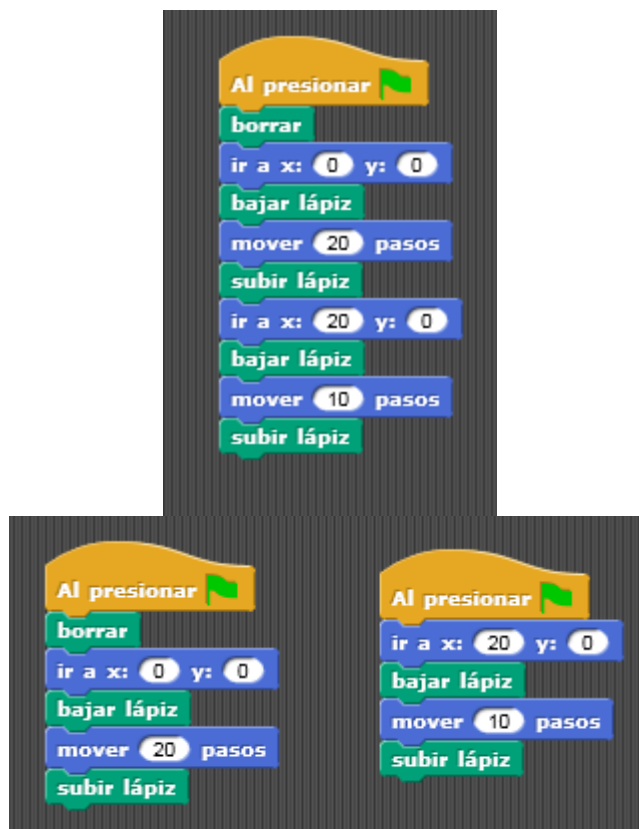 Al presionar
borrar
ir a x: 0 y: 0
bajar lápiz
mover 20 pasos
subir lápiz
ir a x: 20 y: 0
bajar lápiz
mover 10 pasos
subir lápiz
Al presionar
borrar
ir a x: 0 y: 0
bajar lápiz
mover 20 pasos
subir lápiz
Al presionar
ir a x: 20 y: 0
bajar lápiz
mover 10 pasos
subir lápiz